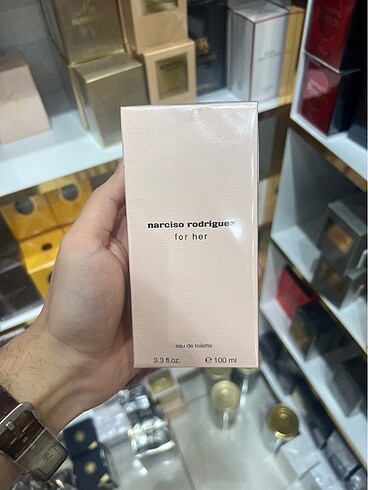 narciso rodriguez
for her
eau de toilette
3.3 fl.oz. ℮ 100 ml